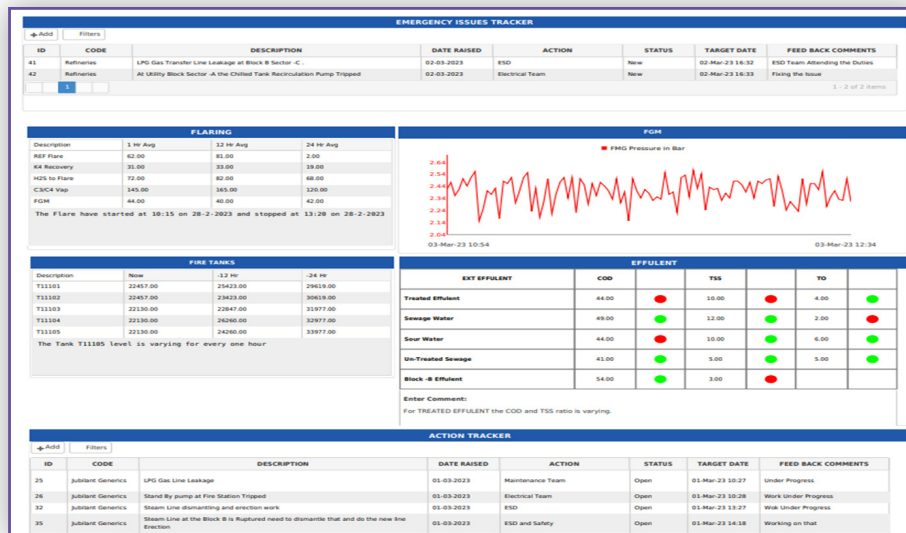 EMERGENCY ISSUES TRACKER
+Add Filters
ID CODE DESCRIPTION DATE RAISED ACTION STATUS TARGET DATE FEED BACK COMMENTS
41 Refineries LPG Gas Transfer Line Leakage at Block B Sector -C . 02-03-2023 ESD New 02-Mar-23 16:32 ESD Team Attending the Duties
42 Refineries At Utility Block Sector -A the Chilled Tank Recirculation Pump Tripped 02-03-2023 Electrical Team New 02-Mar-23 16:33 Fixing the Issue
1 1 - 2 of 2 items
FLARING
Description 1 Hr Avg 12 Hr Avg 24 Hr Avg
REF Flare 62.00 81.00 2.00
K4 Recovery 31.00 33.00 19.00
H2S to Flare 72.00 82.00 68.00
C3/C4 Vap 145.00 165.00 120.00
FGM 44.00 40.00 42.00
The Flare have started at 10:15 on 28-2-2023 and stopped at 13:20 on 28-2-2023
FGM
FMG Pressure in Bar
2.64
2.54
2.44
2.34
2.24
2.14
2.04
03-Mar-23 10:54 03-Mar-23 12:34
FIRE TANKS
Description Now -12 Hr -24 Hr
T11101 22457.00 25423.00 29619.00
T11102 22457.00 23423.00 30619.00
T11103 22130.00 22847.00 31977.00
T11104 22130.00 26260.00 32977.00
T11105 22130.00 24260.00 33977.00
The Tank T11105 level is varying for every one hour
EFFULENT
EXT EFFULENT COD TSS TO
Treated Effulent 44.00 10.00 4.00
Sewage Water 49.00 12.00 2.00
Sour Water 44.00 10.00 6.00
Un-Treated Sewage 41.00 5.00 5.00
Block -B Effulent 54.00 3.00
Enter Comment:
For TREATED EFFULENT the COD and TSS ratio is varying.
ACTION TRACKER
+Add Filters
ID CODE DESCRIPTION DATE RAISED ACTION STATUS TARGET DATE FEED BACK COMMENTS
25 Jubilant Generics LPG Gas Line Leakage 01-03-2023 Maintenance Team Open 01-Mar-23 10:27 Under Progress
26 Jubilant Generics Stand By pump at Fire Station Tripped 01-03-2023 Electrical Team Open 01-Mar-23 10:28 Work Under Progress
32 Jubilant Generics Steam Line dismantling and erection work 01-03-2023 ESD Open 01-Mar-23 13:27 Wok Under Progress
35 Jubilant Generics Steam Line at the Block B is Ruptured need to dismantle that and do the new line 01-03-2023 ESD and Safety Open 01-Mar-23 14:18 Working on that
Erection